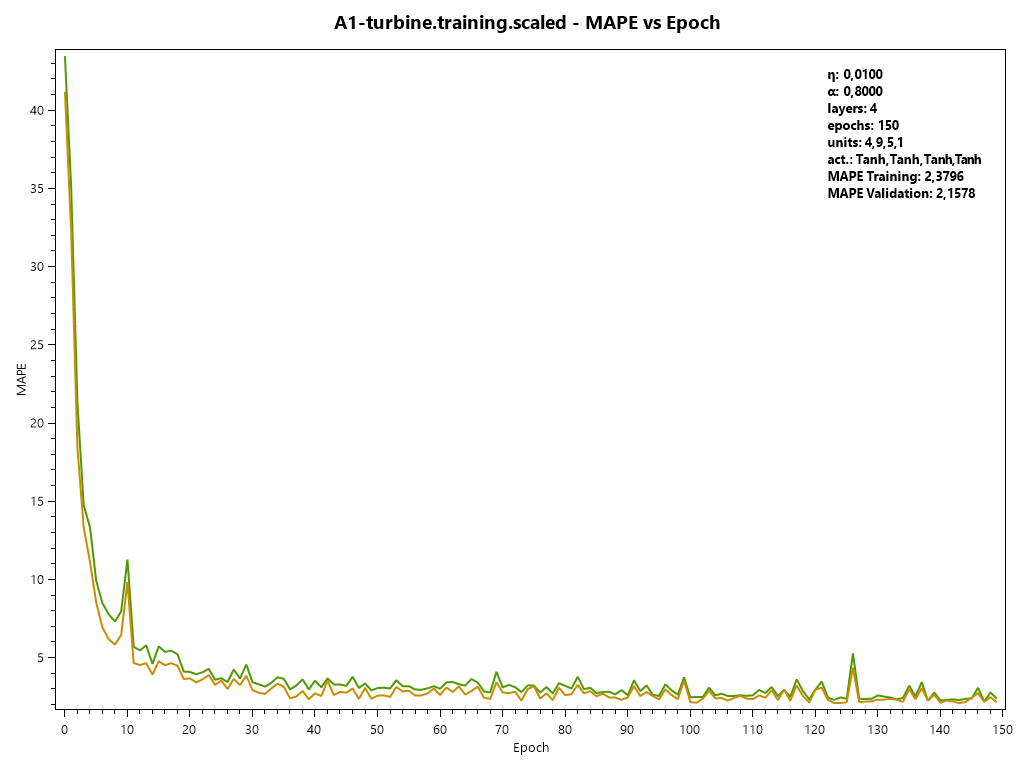 A1-turbine.training.scaled - MAPE vs Epoch
η: 0,0100
α: 0,8000
layers: 4
epochs: 150
units: 4,9,5,1
act.: Tanh,Tanh,Tanh,Tanh
MAPE Training: 2,3796
MAPE Validation: 2,1578
40
35
30
25
20
15
10
5
MAPE
0 10 20 30 40 50 60 70 80 90 100 110 120 130 140 150
Epoch